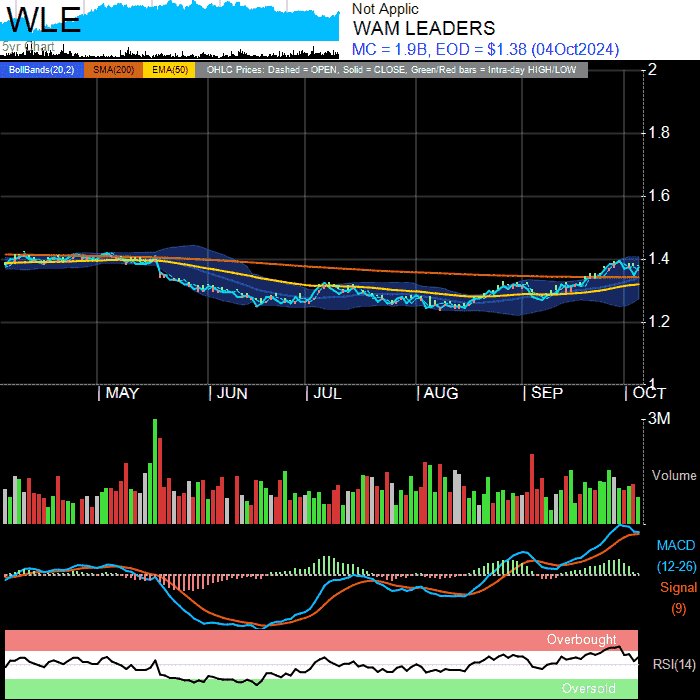 WLE
5yr Chart
Not Applic
WAM LEADERS
MC = 1.9B, EOD = $1.38 (04Oct2024)
BollBands(20,2) SMA(200) EMA(50) OHLC Prices: Dashed = OPEN, Solid = CLOSE, Green/Red bars = Intra-day HIGH/LOW
2
1.8
1.6
1.4
1.2
1
MAY JUN JUL AUG SEP OCT
3M
Volume
MACD
(12-26)
Signal
(9)
Overbought
RSI(14)
Oversold